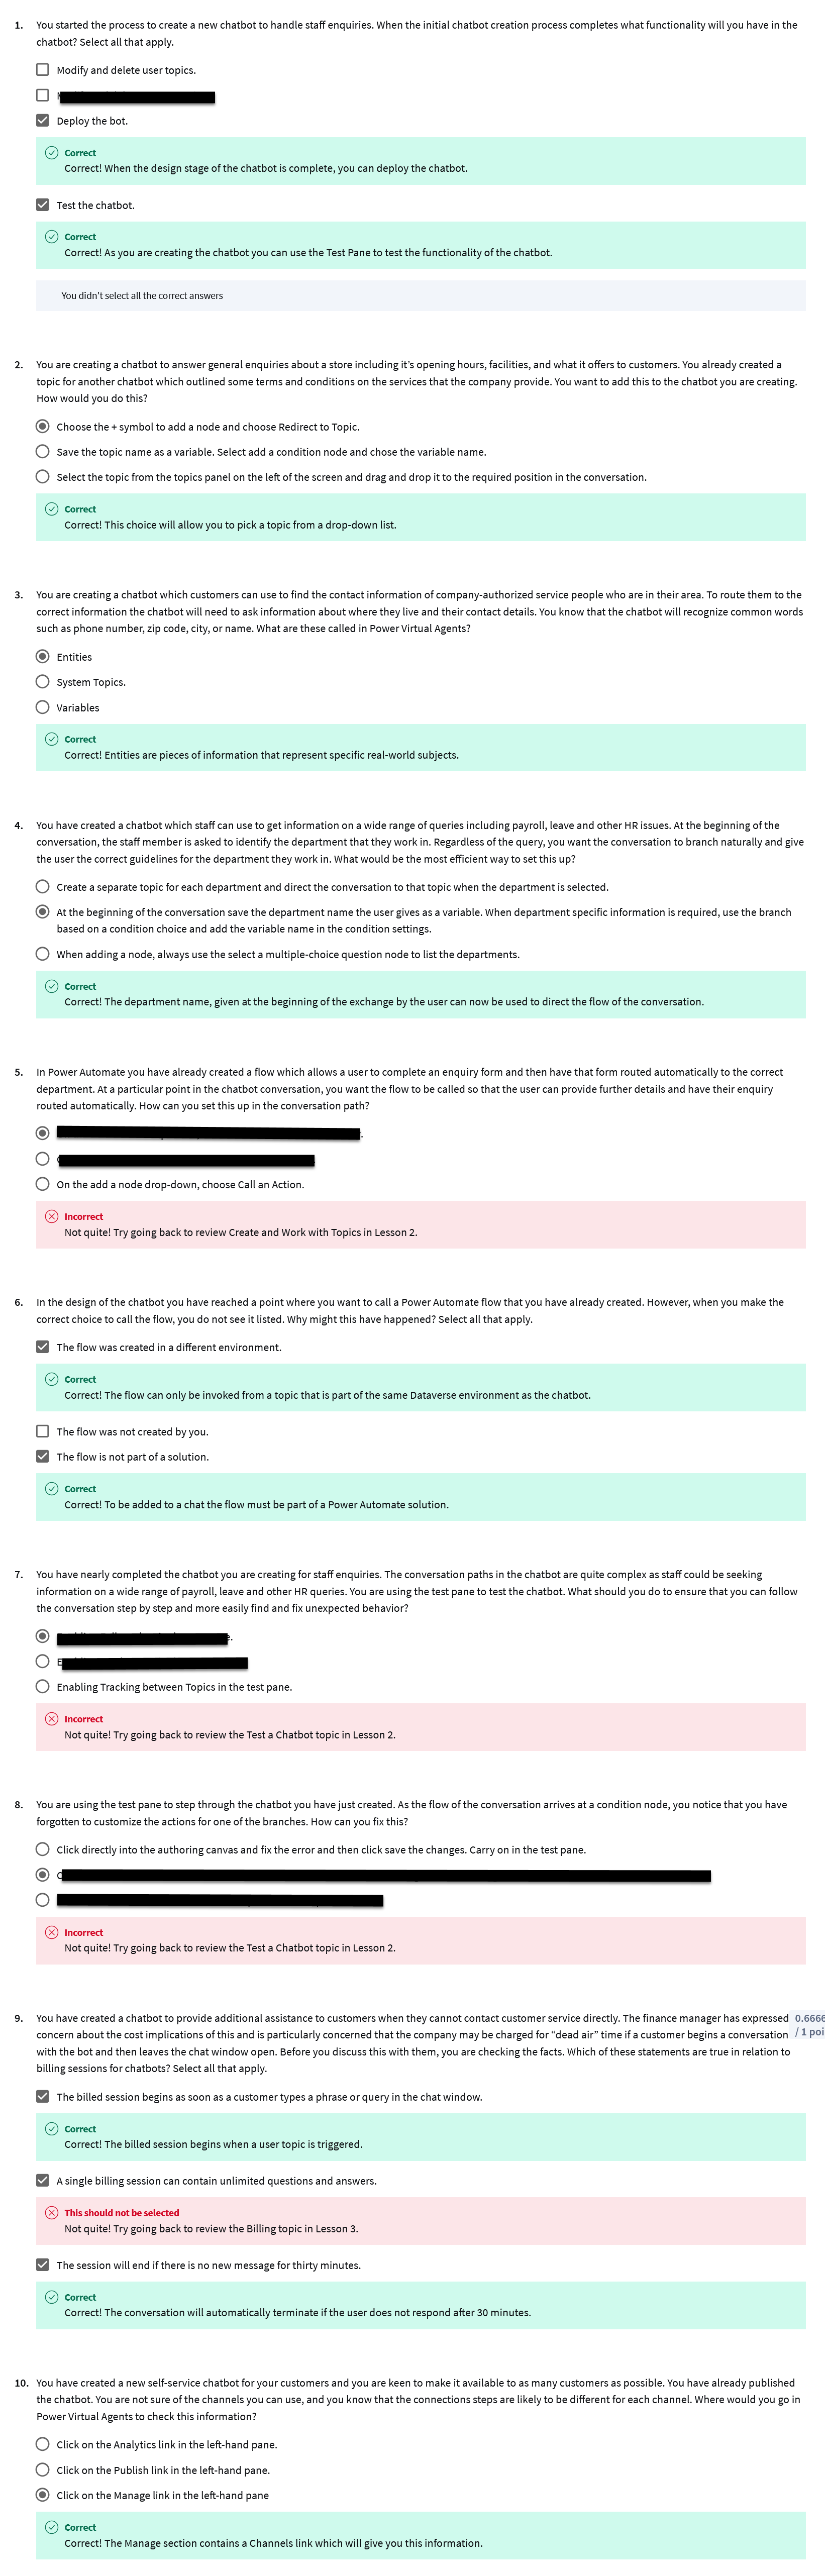 1. You started the process to create a new chatbot to handle staff enquiries. When the initial chatbot creation process completes what functionality will you have in the
chatbot? Select all that apply.
Modify and delete user topics.
Deploy the bot.
Correct
Correct! When the design stage of the chatbot is complete, you can deploy the chatbot.
Test the chatbot.
Correct
Correct! As you are creating the chatbot you can use the Test Pane to test the functionality of the chatbot.
You didn't select all the correct answers
2. You are creating a chatbot to answer general enquiries about a store including it's opening hours, facilities, and what it offers to customers. You already created a
topic for another chatbot which outlined some terms and conditions on the services that the company provide. You want to add this to the chatbot you are creating.
How would you do this?
Choose the + symbol to add a node and choose Redirect to Topic.
Save the topic name as a variable. Select add a condition node and chose the variable name.
Select the topic from the topics panel on the left of the screen and drag and drop it to the required position in the conversation.
Correct
Correct! This choice will allow you to pick a topic from a drop-down list.
3. You are creating a chatbot which customers can use to find the contact information of company-authorized service people who are in their area. To route them to the
correct information the chatbot will need to ask information about where they live and their contact details. You know that the chatbot will recognize common words
such as phone number, zip code, city, or name. What are these called in Power Virtual Agents?
Entities
System Topics.
Variables
Correct
Correct! Entities are pieces of information that represent specific real-world subjects.
4. You have created a chatbot which staff can use to get information on a wide range of queries including payroll, leave and other HR issues. At the beginning of the
conversation, the staff member is asked to identify the department that they work in. Regardless of the query, you want the conversation to branch naturally and give
the user the correct guidelines for the department they work in. What would be the most efficient way to set this up?
Create a separate topic for each department and direct the conversation to that topic when the department is selected.
At the beginning of the conversation save the department name the user gives as a variable. When department specific information is required, use the branch
based on a condition choice and add the variable name in the condition settings.
When adding a node, always use the select a multiple-choice question node to list the departments.
Correct
Correct! The department name, given at the beginning of the exchange by the user can now be used to direct the flow of the conversation.
5. In Power Automate you have already created a flow which allows a user to complete an enquiry form and then have that form routed automatically to the correct
department. At a particular point in the chatbot conversation, you want the flow to be called so that the user can provide further details and have their enquiry
routed automatically. How can you set this up in the conversation path?
On the add a node drop-down, choose Call an Action.
Incorrect
Not quite! Try going back to review Create and Work with Topics in Lesson 2.
6. In the design of the chatbot you have reached a point where you want to call a Power Automate flow that you have already created. However, when you make the
correct choice to call the flow, you do not see it listed. Why might this have happened? Select all that apply.
The flow was created in a different environment.
Correct
Correct! The flow can only be invoked from a topic that is part of the same Dataverse environment as the chatbot.
The flow was not created by you.
The flow is not part of a solution.
Correct
Correct! To be added to a chat the flow must be part of a Power Automate solution.
7. You have nearly completed the chatbot you are creating for staff enquiries. The conversation paths in the chatbot are quite complex as staff could be seeking
information on a wide range of payroll, leave and other HR queries. You are using the test pane to test the chatbot. What should you do to ensure that you can follow
the conversation step by step and more easily find and fix unexpected behavior?
Enabling Tracking between Topics in the test pane.
Incorrect
Not quite! Try going back to review the Test a Chatbot topic in Lesson 2.
8. You are using the test pane to step through the chatbot you have just created. As the flow of the conversation arrives at a condition node, you notice that you have
forgotten to customize the actions for one of the branches. How can you fix this?
Click directly into the authoring canvas and fix the error and then click save the changes. Carry on in the test pane.
Incorrect
Not quite! Try going back to review the Test a Chatbot topic in Lesson 2.
9. You have created a chatbot to provide additional assistance to customers when they cannot contact customer service directly. The finance manager has expressed 0.6666
concern about the cost implications of this and is particularly concerned that the company may be charged for “dead air” time if a customer begins a conversation / 1 poi
with the bot and then leaves the chat window open. Before you discuss this with them, you are checking the facts. Which of these statements are true in relation to
billing sessions for chatbots? Select all that apply.
The billed session begins as soon as a customer types a phrase or query in the chat window.
Correct
Correct! The billed session begins when a user topic is triggered.
A single billing session can contain unlimited questions and answers.
This should not be selected
Not quite! Try going back to review the Billing topic in Lesson 3.
The session will end if there is no new message for thirty minutes.
Correct
Correct! The conversation will automatically terminate if the user does not respond after 30 minutes.
10. You have created a new self-service chatbot for your customers and you are keen to make it available to as many customers as possible. You have already published
the chatbot. You are not sure of the channels you can use, and you know that the connections steps are likely to be different for each channel. Where would you go in
Power Virtual Agents to check this information?
Click on the Analytics link in the left-hand pane.
Click on the Publish link in the left-hand pane.
Click on the Manage link in the left-hand pane
Correct
Correct! The Manage section contains a Channels link which will give you this information.